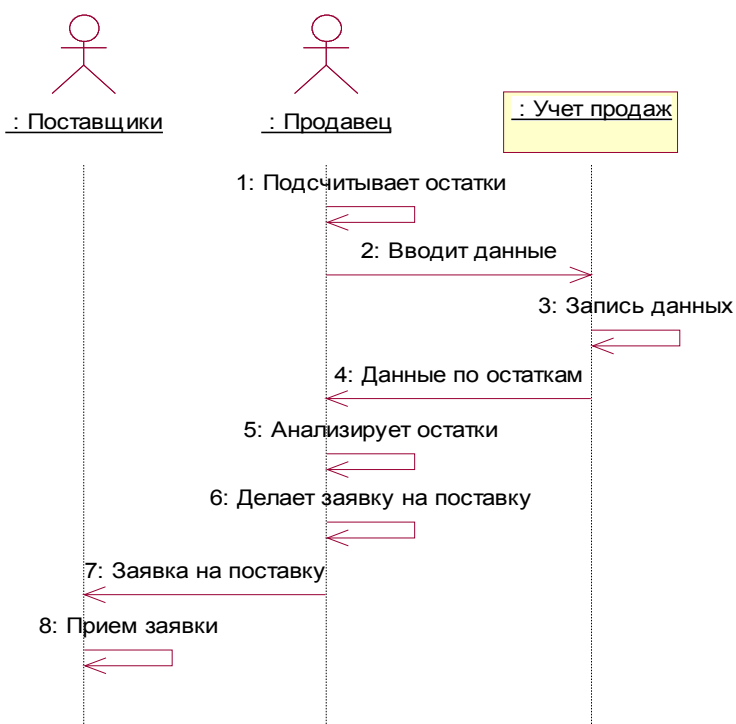 : Поставщики
: Продавец
: Учет продаж
1: Подсчитывает остатки
2: Вводит данные
3: Запись данных
4: Данные по остаткам
5: Анализирует остатки
6: Делает заявку на поставку
7: Заявка на поставку
8: Прием заявки